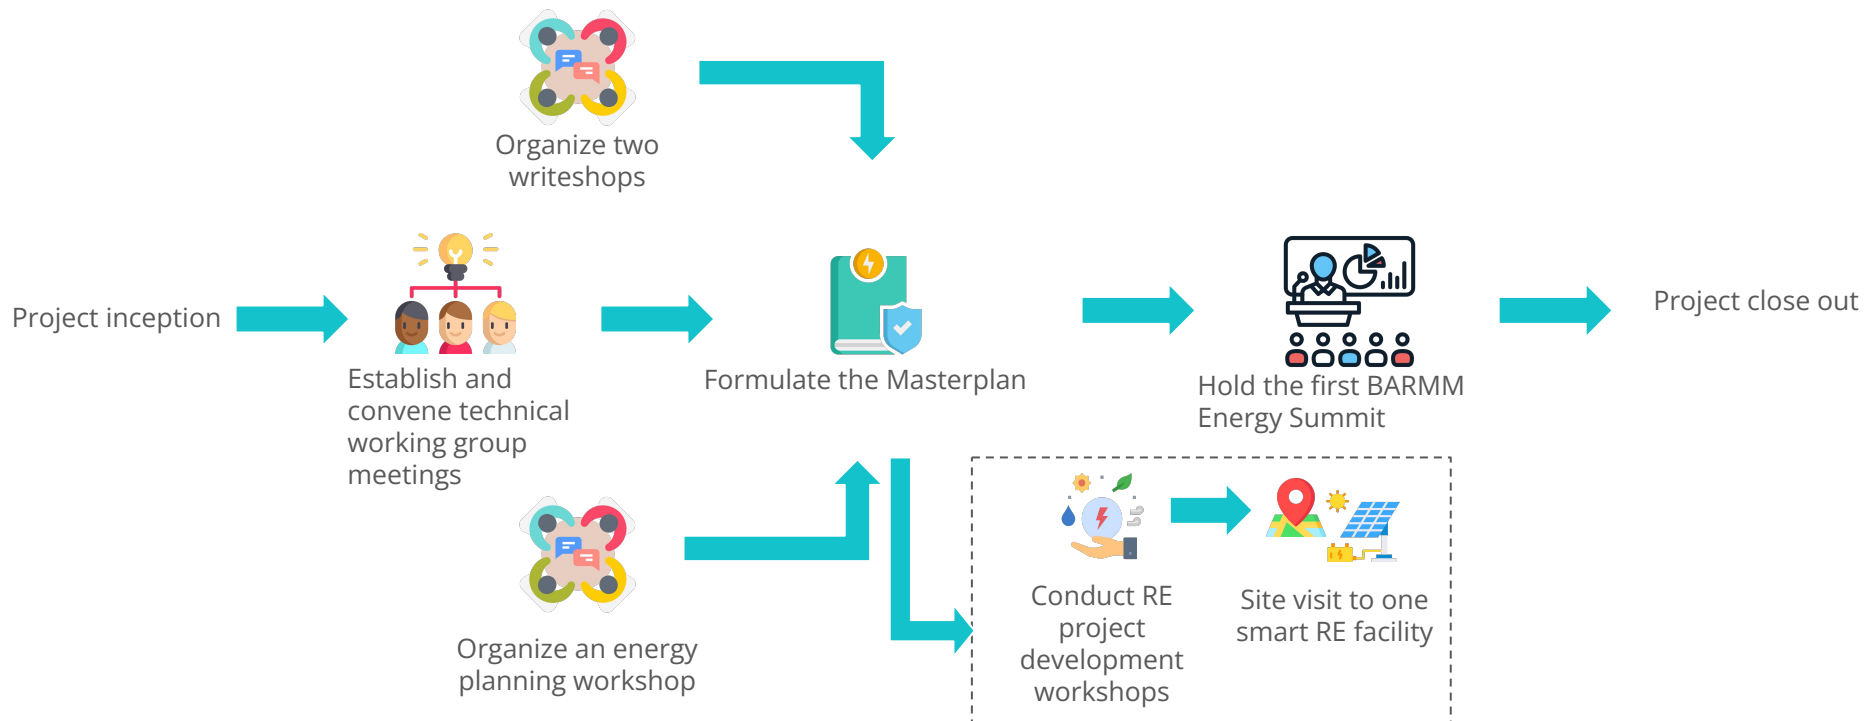 Organize two
writeshops
Project inception
Establish and
convene technical
working group
meetings
Formulate the Masterplan
Hold the first BARMM
Energy Summit
Project close out
Organize an energy
planning workshop
Conduct RE
project
development
workshops
Site visit to one
smart RE facility